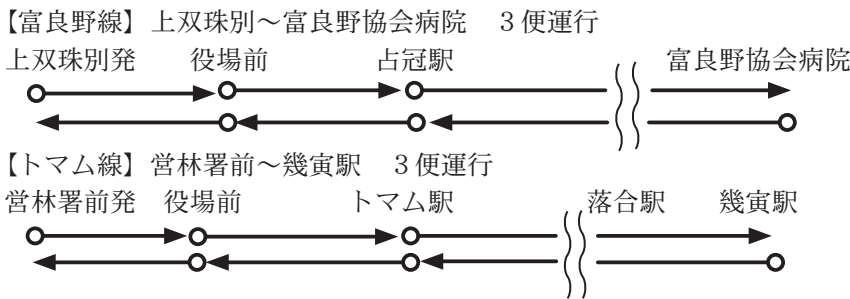 【富良野線】上双珠別～富良野協会病院　３便運行
上双珠別発　役場前　占冠駅　富良野協会病院
【トマム線】営林署前～幾寅駅　３便運行
営林署前発　役場前　トマム駅　落合駅　幾寅駅